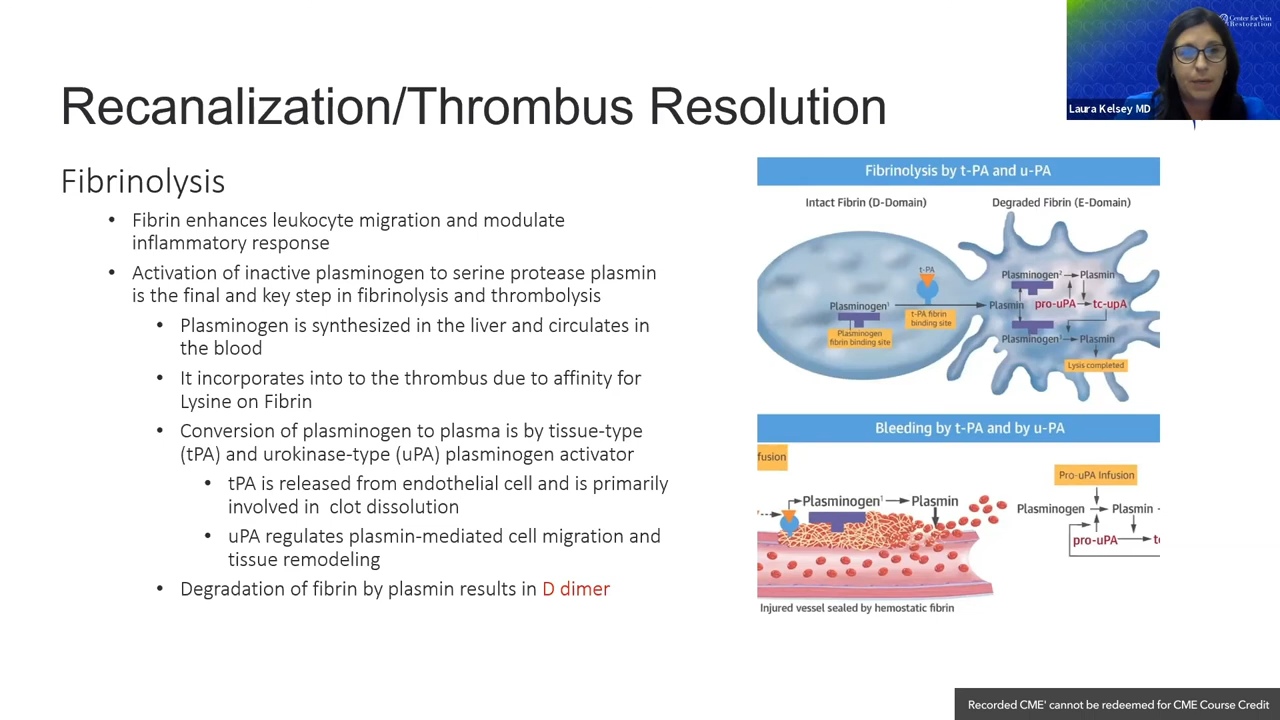 Center for Vein
Restoration
Laura Kelsey MD
Recanalization/Thrombus Resolution
Fibrinolysis
• Fibrin enhances leukocyte migration and modulate
inflammatory response
• Activation of inactive plasminogen to serine protease plasmin
is the final and key step in fibrinolysis and thrombolysis
• Plasminogen is synthesized in the liver and circulates in
the blood
• It incorporates into to the thrombus due to affinity for
Lysine on Fibrin
• Conversion of plasminogen to plasma is by tissue-type
(tPA) and urokinase-type (uPA) plasminogen activator
• tPA is released from endothelial cell and is primarily
involved in clot dissolution
• uPA regulates plasmin-mediated cell migration and
tissue remodeling
• Degradation of fibrin by plasmin results in D dimer
Fibrinolysis by t-PA and u-PA
Intact Fibrin (D-Domain)
Degraded Fibrin (E-Domain)
t-PA
Plasminogen¹
Plasminogen
fibrin binding site
t-PA fibrin
binding site
Plasmin
Plasminogen² Plasmin
pro-uPA tc-upA
Plasminogen³ Plasmin
Lysis completed
Bleeding by t-PA and by u-PA
fusion
Plasminogen¹ Plasmin
Injured vessel sealed by hemostatic fibrin
Pro-uPA Infusion
Plasminogen Plasmin
pro-uPA t
Recorded CME' cannot be redeemed for CME Course Credit